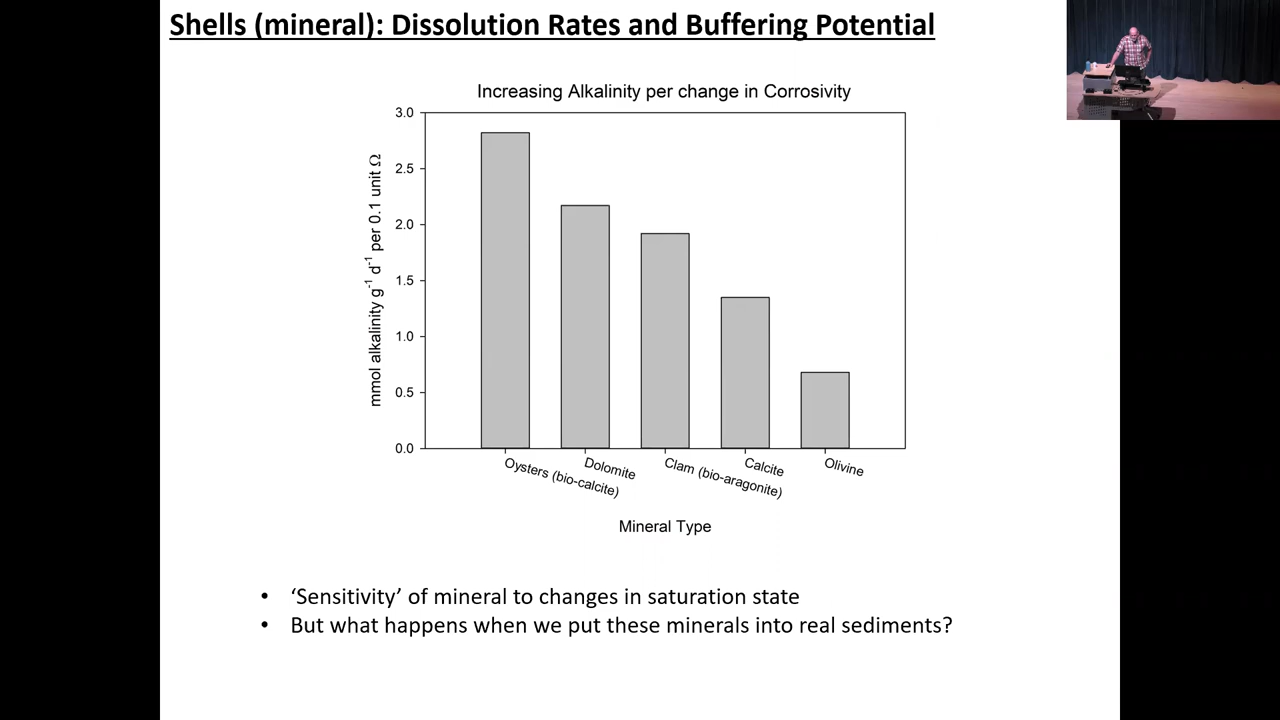 Shells (mineral): Dissolution Rates and Buffering Potential
Increasing Alkalinity per change in Corrosivity
mmol alkalinity g⁻¹ d⁻¹ per 0.1 unit Ω
3.0
2.5
2.0
1.5
1.0
0.5
0.0
Oysters (bio-calcite)
Dolomite
Clam (bio-aragonite)
Calcite
Olivine
Mineral Type
• ‘Sensitivity’ of mineral to changes in saturation state
• But what happens when we put these minerals into real sediments?